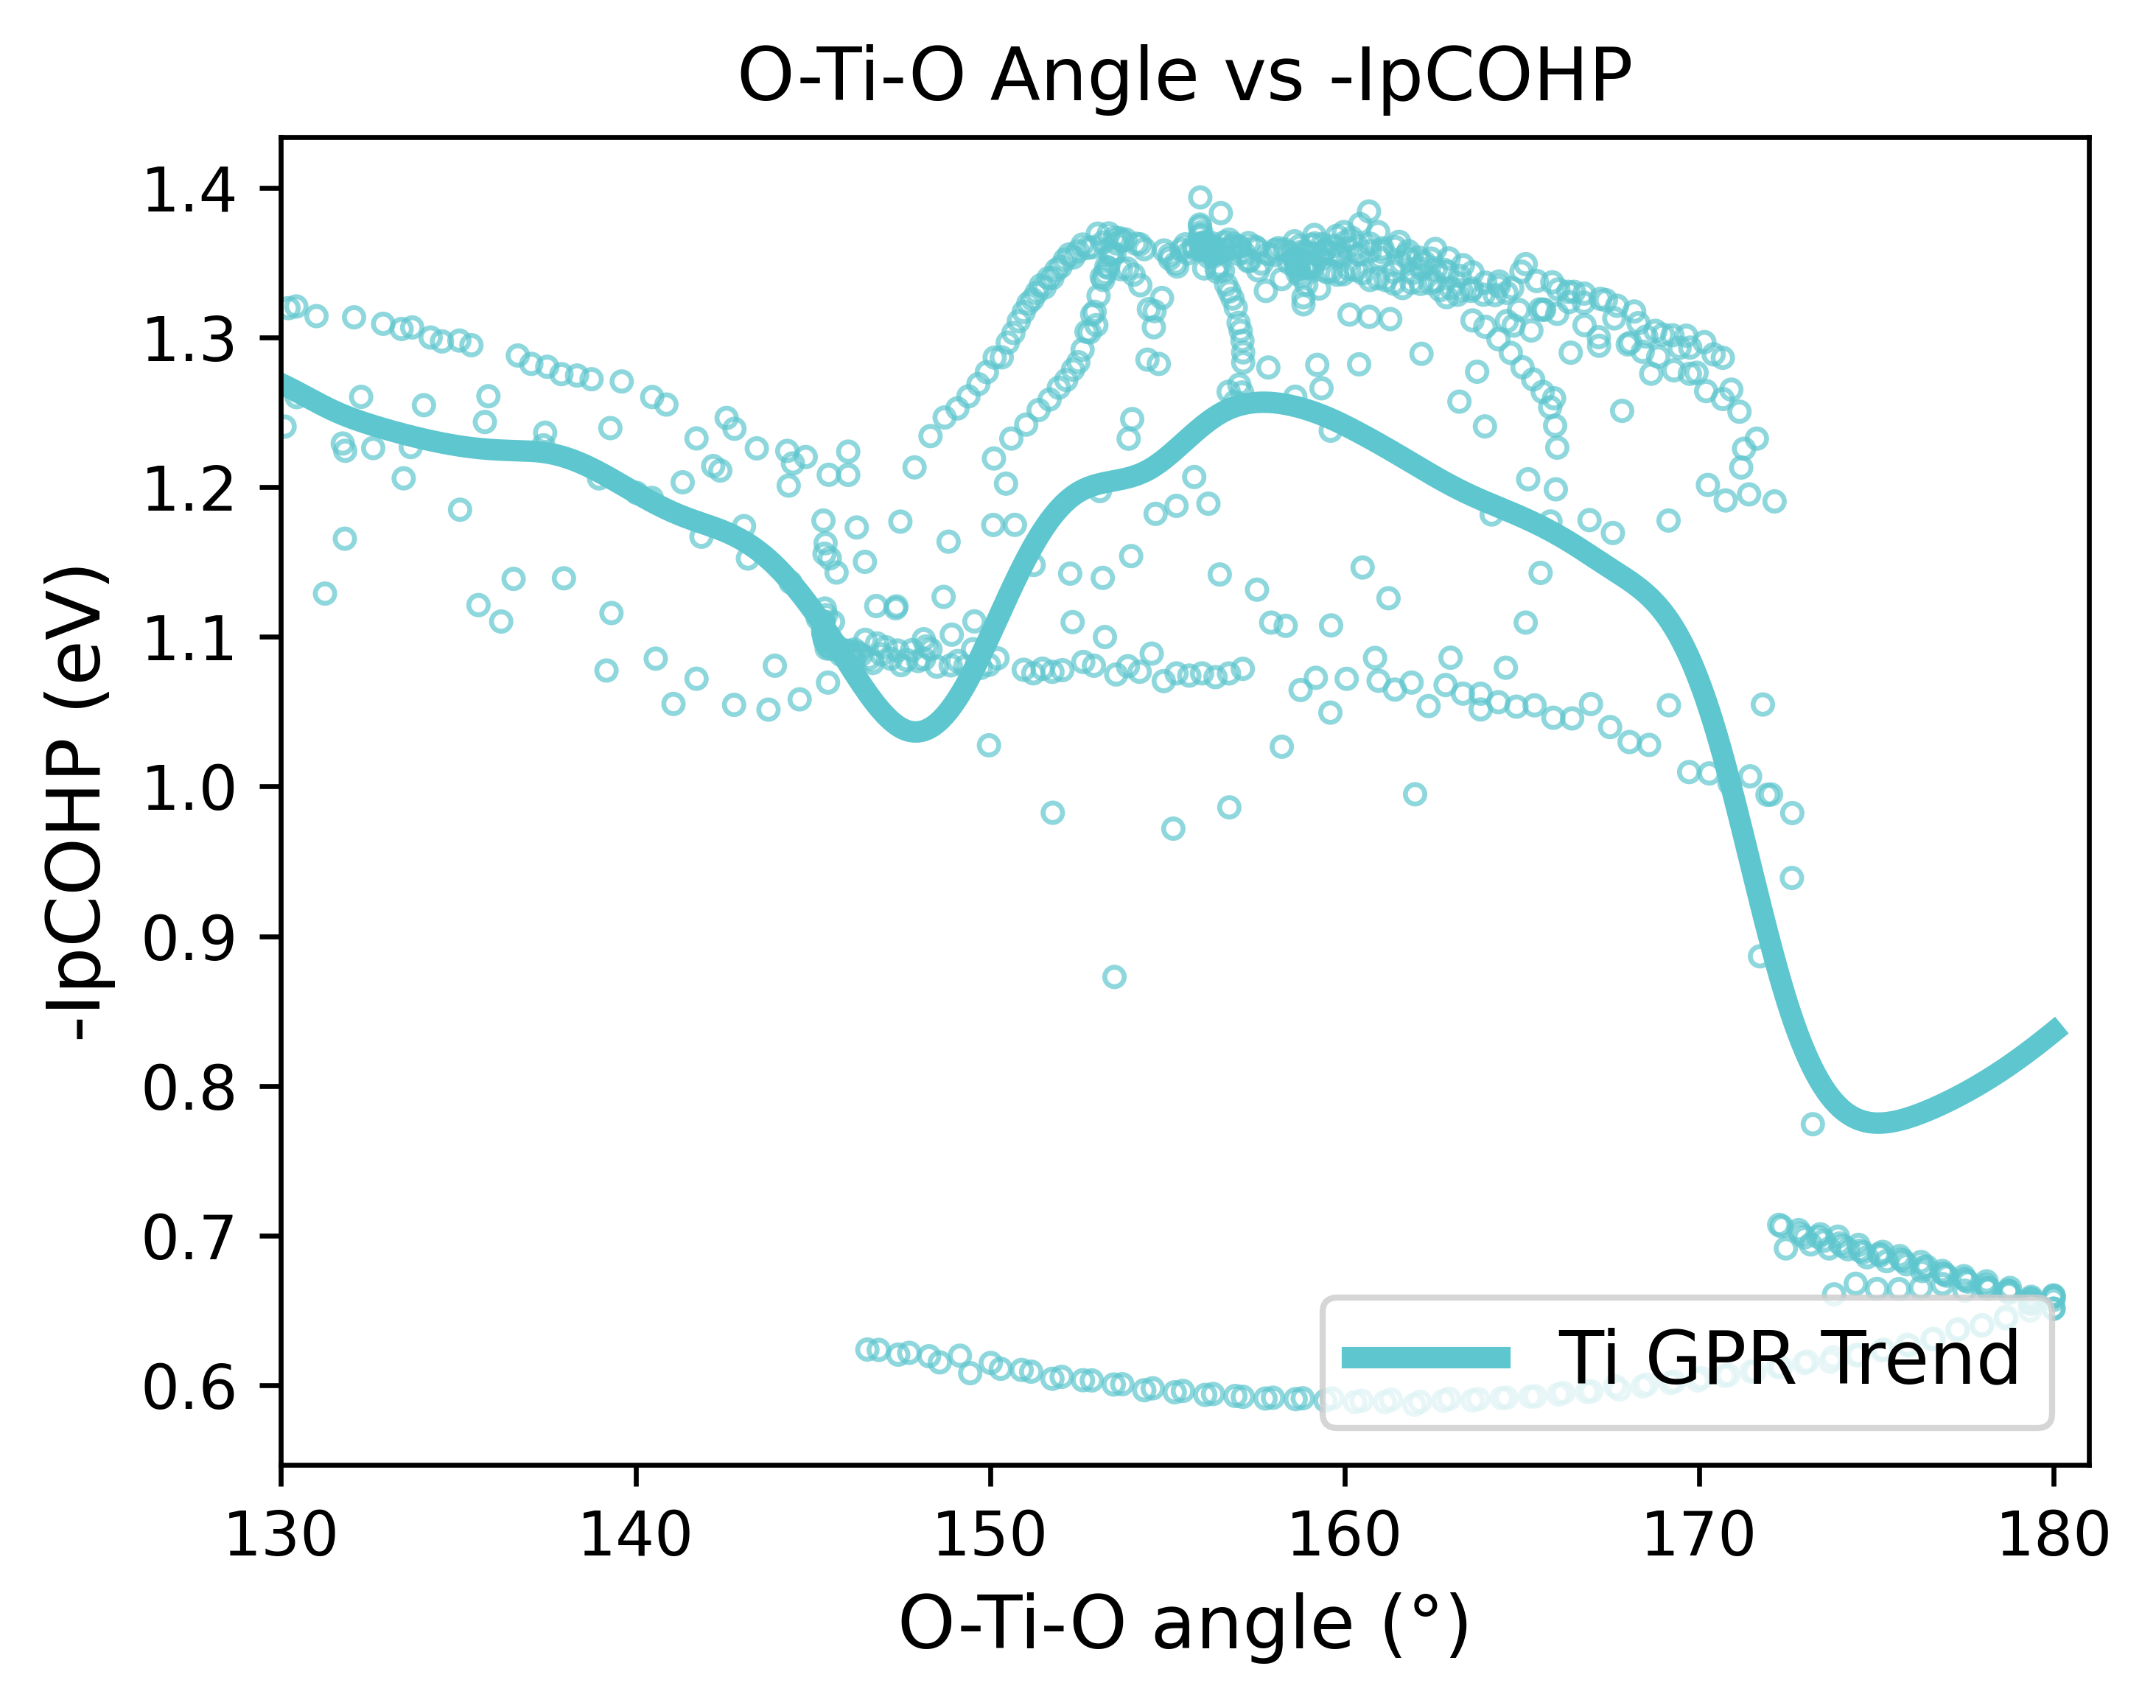 O-Ti-O Angle vs -IpCOHP
-IpCOHP (eV)
1.4
1.3
1.2
1.1
1.0
0.9
0.8
0.7
0.6
Ti GPR Trend
130 140 150 160 170 180
O-Ti-O angle (°)